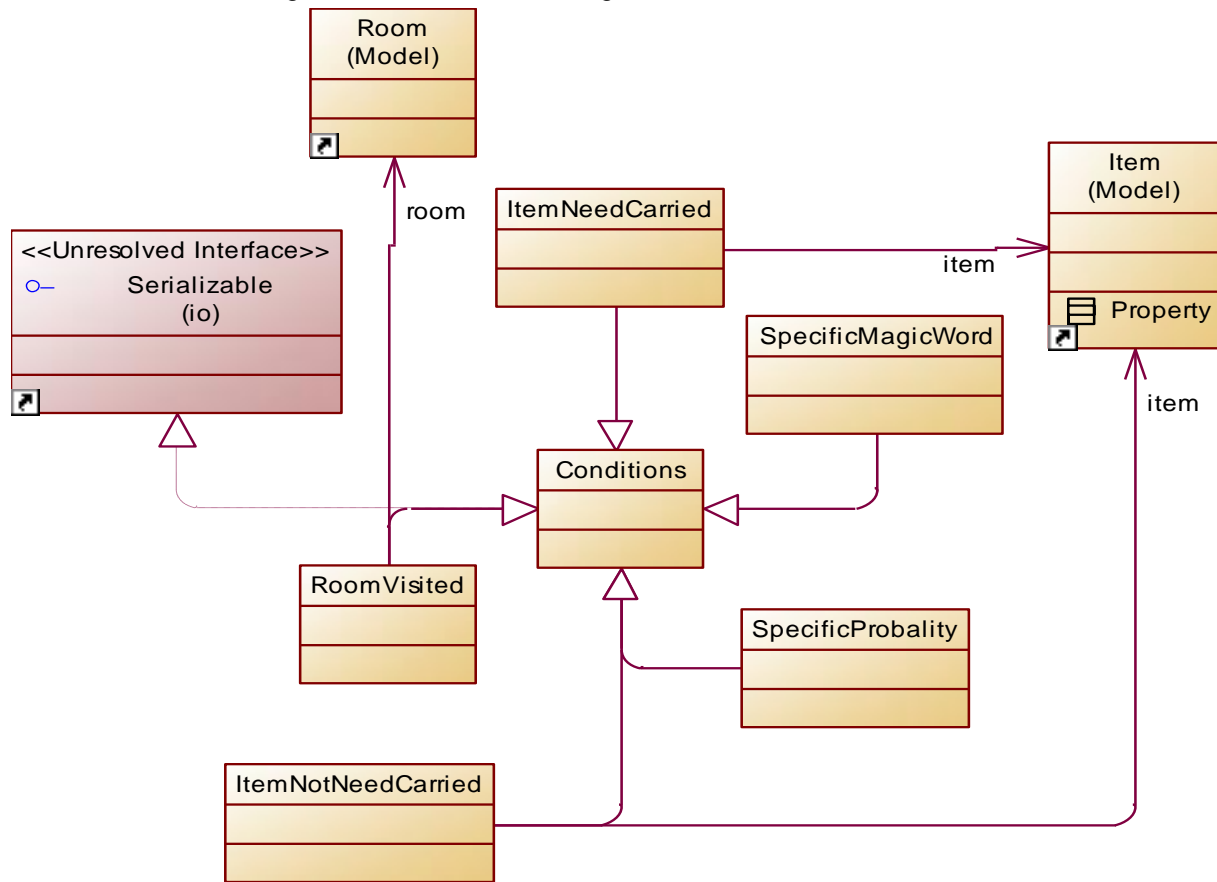 Room
(Model)
room
ItemNeedCarried
Item
(Model)
Property
item
<<Unresolved Interface>>
Serializable
(io)
SpecificMagicWord
item
Conditions
RoomVisited
SpecificProbality
ItemNotNeedCarried